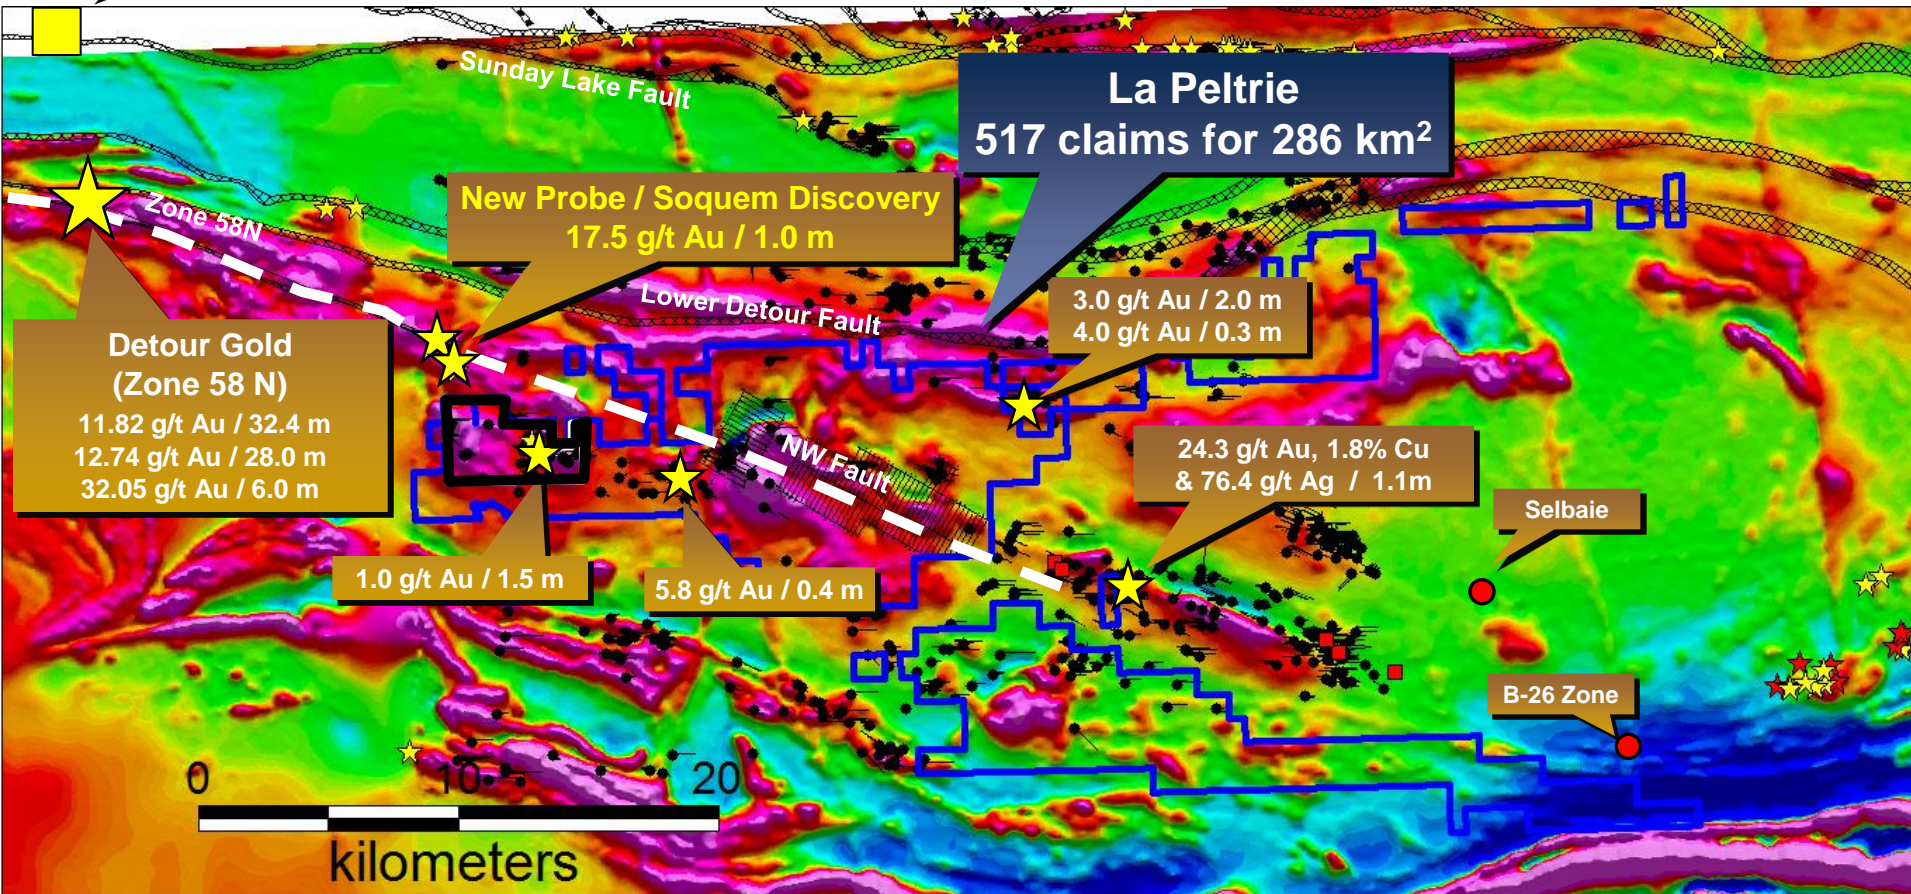 Sunday Lake Fault
La Peltrie
517 claims for 286 km²
New Probe / Soquem Discovery
17.5 g/t Au / 1.0 m
Zone 58N
Lower Detour Fault
3.0 g/t Au / 2.0 m
4.0 g/t Au / 0.3 m
Detour Gold
(Zone 58 N)
11.82 g/t Au / 32.4 m
12.74 g/t Au / 28.0 m
32.05 g/t Au / 6.0 m
NW Fault
24.3 g/t Au, 1.8% Cu
& 76.4 g/t Ag / 1.1m
Selbaie
1.0 g/t Au / 1.5 m
5.8 g/t Au / 0.4 m
B-26 Zone
0 10 20
kilometers